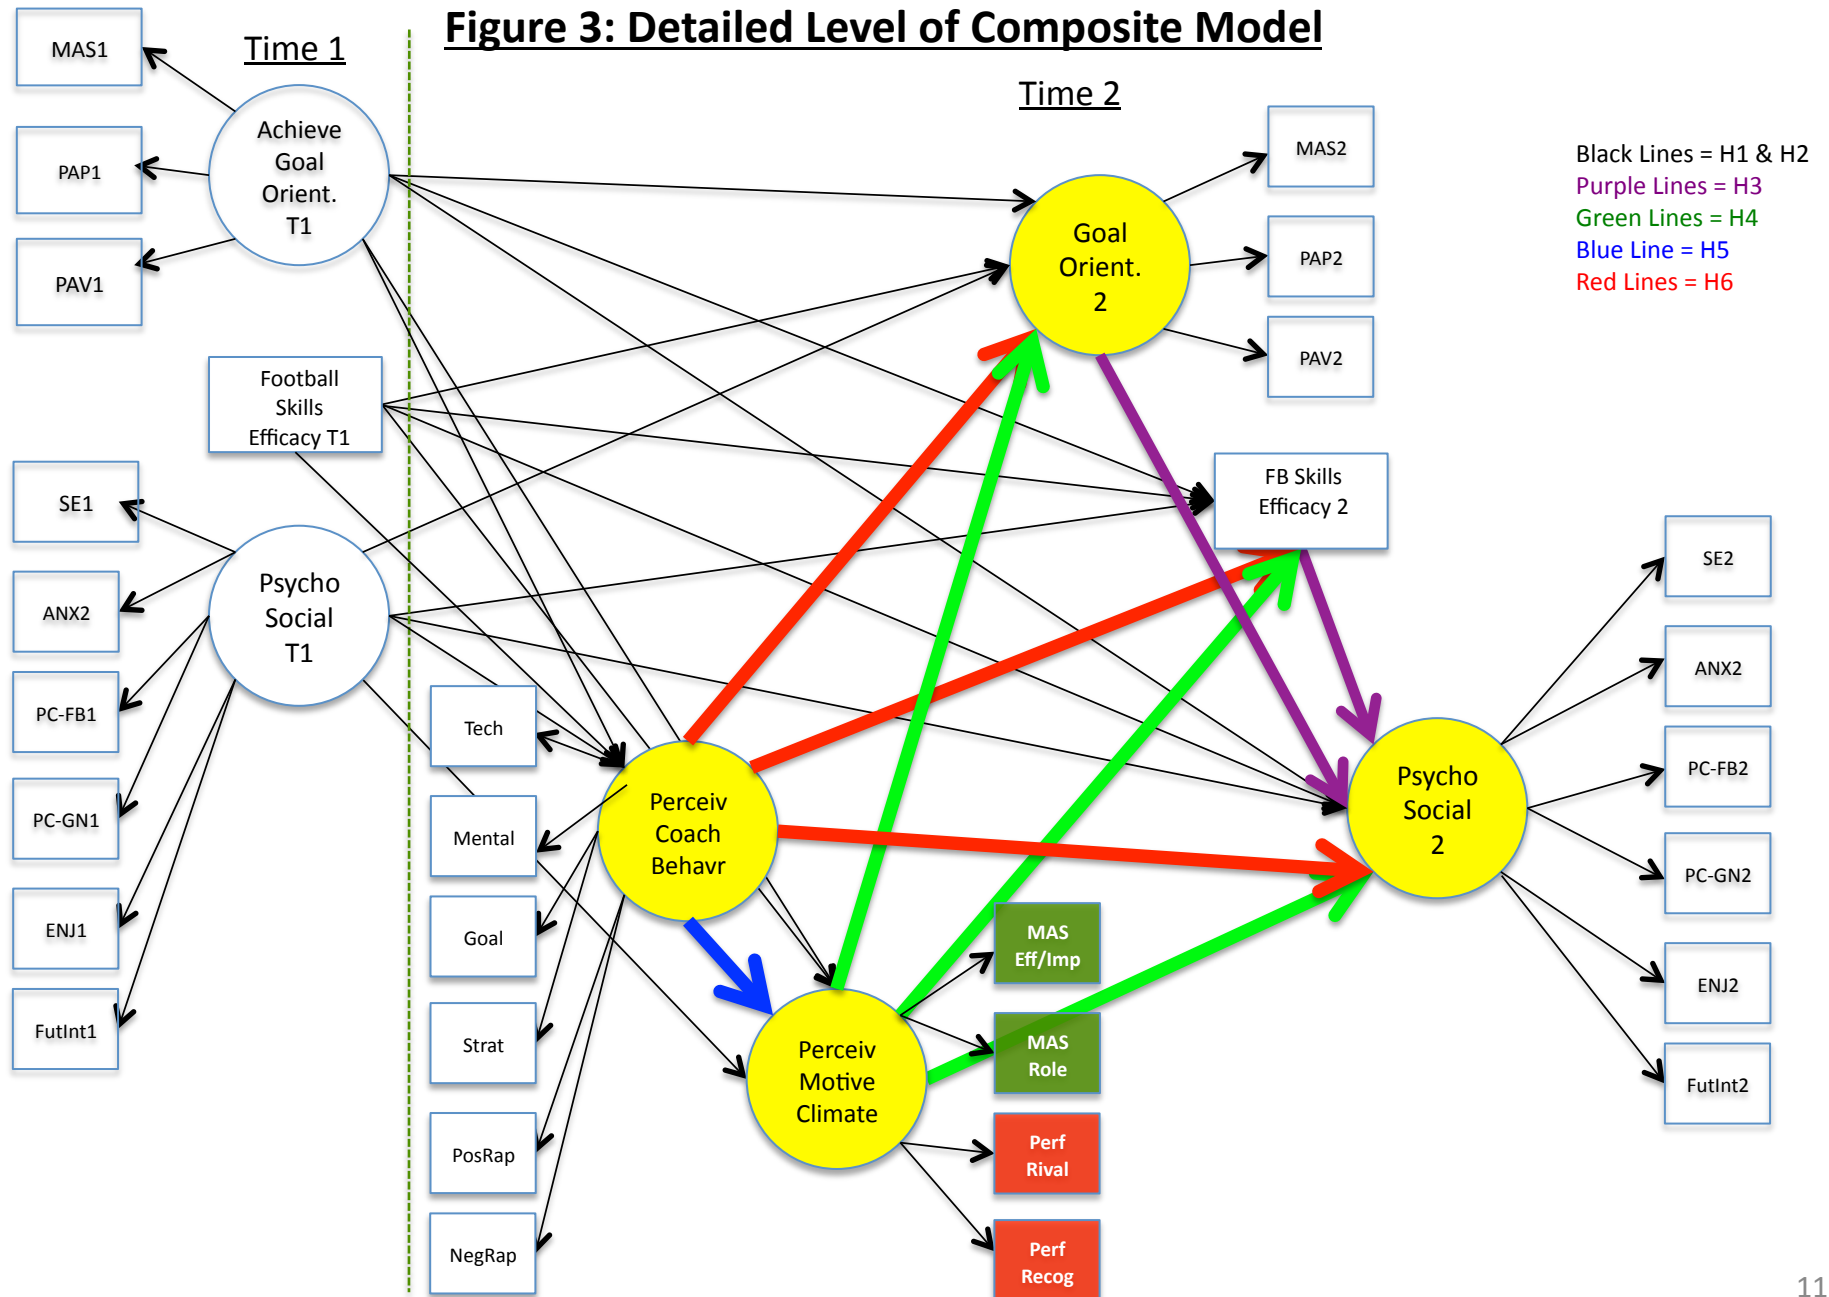 Figure 3: Detailed Level of Composite Model
Time 1
Time 2
MAS1
PAP1
PAV1
Achieve
Goal
Orient.
T1
Football
Skills
Efficacy T1
SE1
ANX2
PC-FB1
PC-GN1
ENJ1
FutInt1
Psycho
Social
T1
Tech
Mental
Goal
Strat
PosRap
NegRap
Perceiv
Coach
Behavr
Perceiv
Motive
Climate
MAS
Eff/Imp
MAS
Role
Perf
Rival
Perf
Recog
Goal
Orient.
2
MAS2
PAP2
PAV2
FB Skills
Efficacy 2
Psycho
Social
2
SE2
ANX2
PC-FB2
PC-GN2
ENJ2
FutInt2
Black Lines = H1 & H2
Purple Lines = H3
Green Lines = H4
Blue Line = H5
Red Lines = H6
11